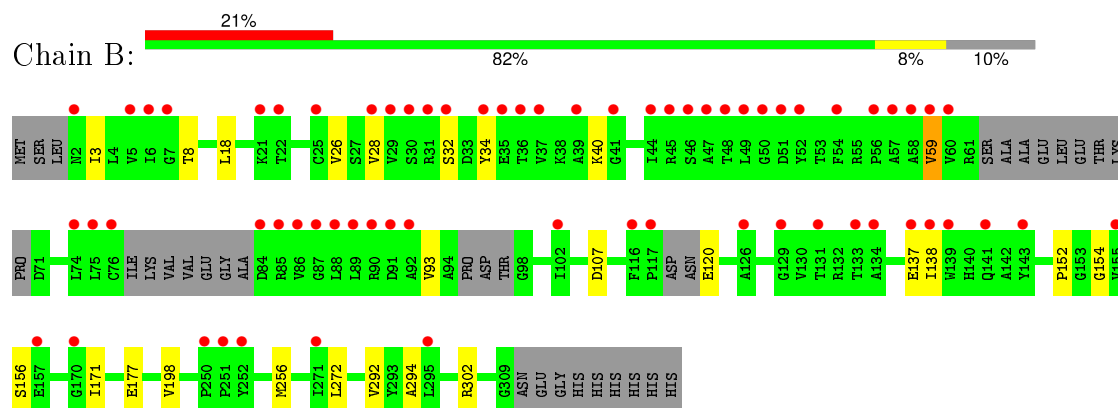 21%
Chain B:
82% 8% 10%
MET SER LEU N2 I3 L4 V5 I6 G7 T8 L18 K21 T22 C25 V26 S27 V28 V29 S30 R31 S32 D33 Y34 E35 T36 V37 K38 A39 K40 G41 I44 R45 S46 A47 T48 L49 G50 D51 Y52 T53 F54 R55 P56 A57 A58 V59 V60 R61 SER ALA ALA GLU LEU GLU THR LYS
PRO D71 L74 L75 C76 ILE LYS VAL VAL GLU GLY ALA D84 R85 V86 G87 L88 L89 R90 D91 A92 V93 A94 PRO ASP THR G98 I102 D107 F116 P117 ASP ASN E120 A126 G129 V130 T131 R132 T133 A134 E137 I138 W139 H140 Q141 A142 Y143 P152 G153 G154 V155
S156 E157 G170 I171 E177 V198 P250 P251 Y252 M256 I271 L272 V292 Y293 A294 L295 R302 G309 ASN GLU GLY HIS HIS HIS HIS HIS HIS